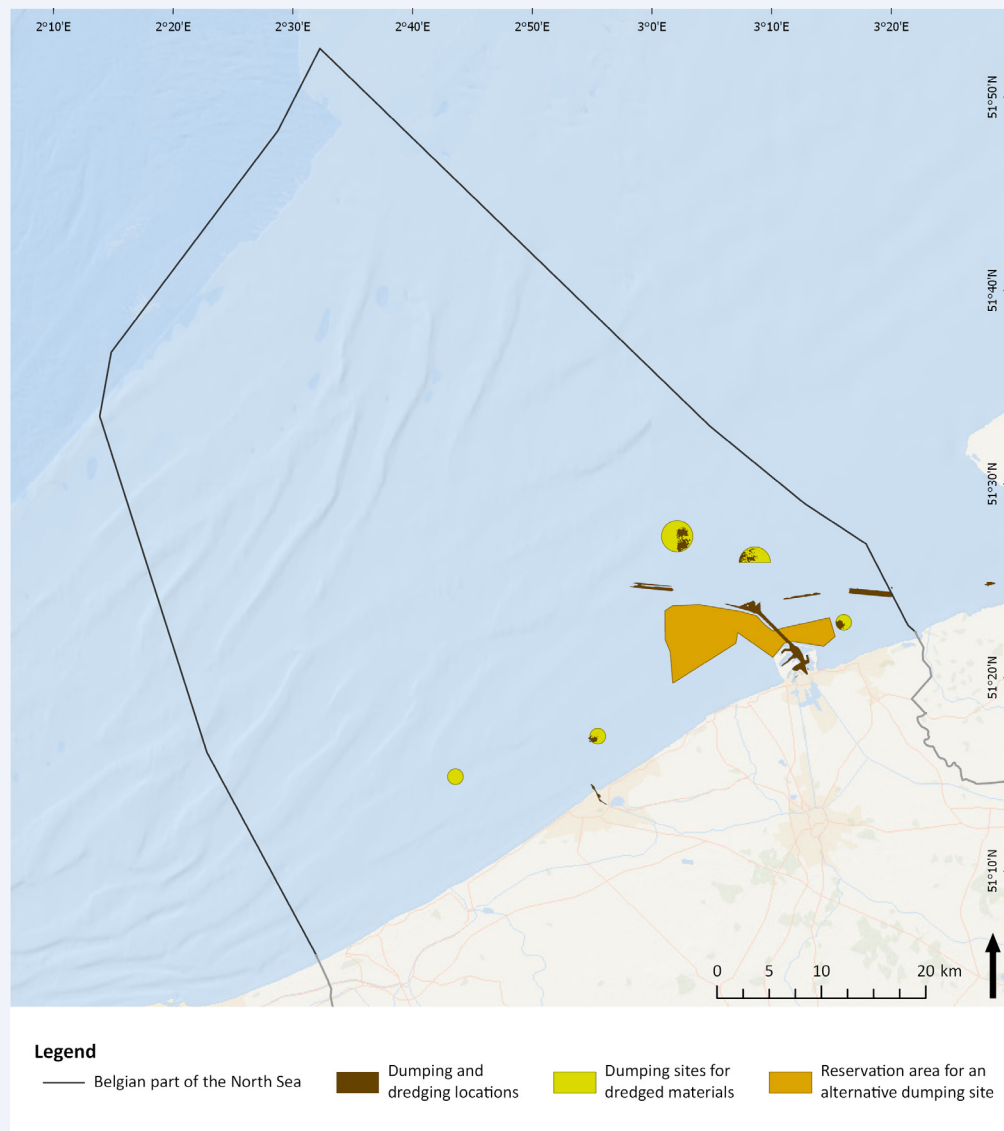 2°10'E 2°20'E 2°30'E 2°40'E 2°50'E 3°0'E 3°10'E 3°20'E
51°50'N
51°40'N
51°30'N
51°20'N
51°10'N
0 5 10 20 km
Legend
Belgian part of the North Sea
Dumping and
dredging locations
Dumping sites for
dredged materials
Reservation area for an
alternative dumping site